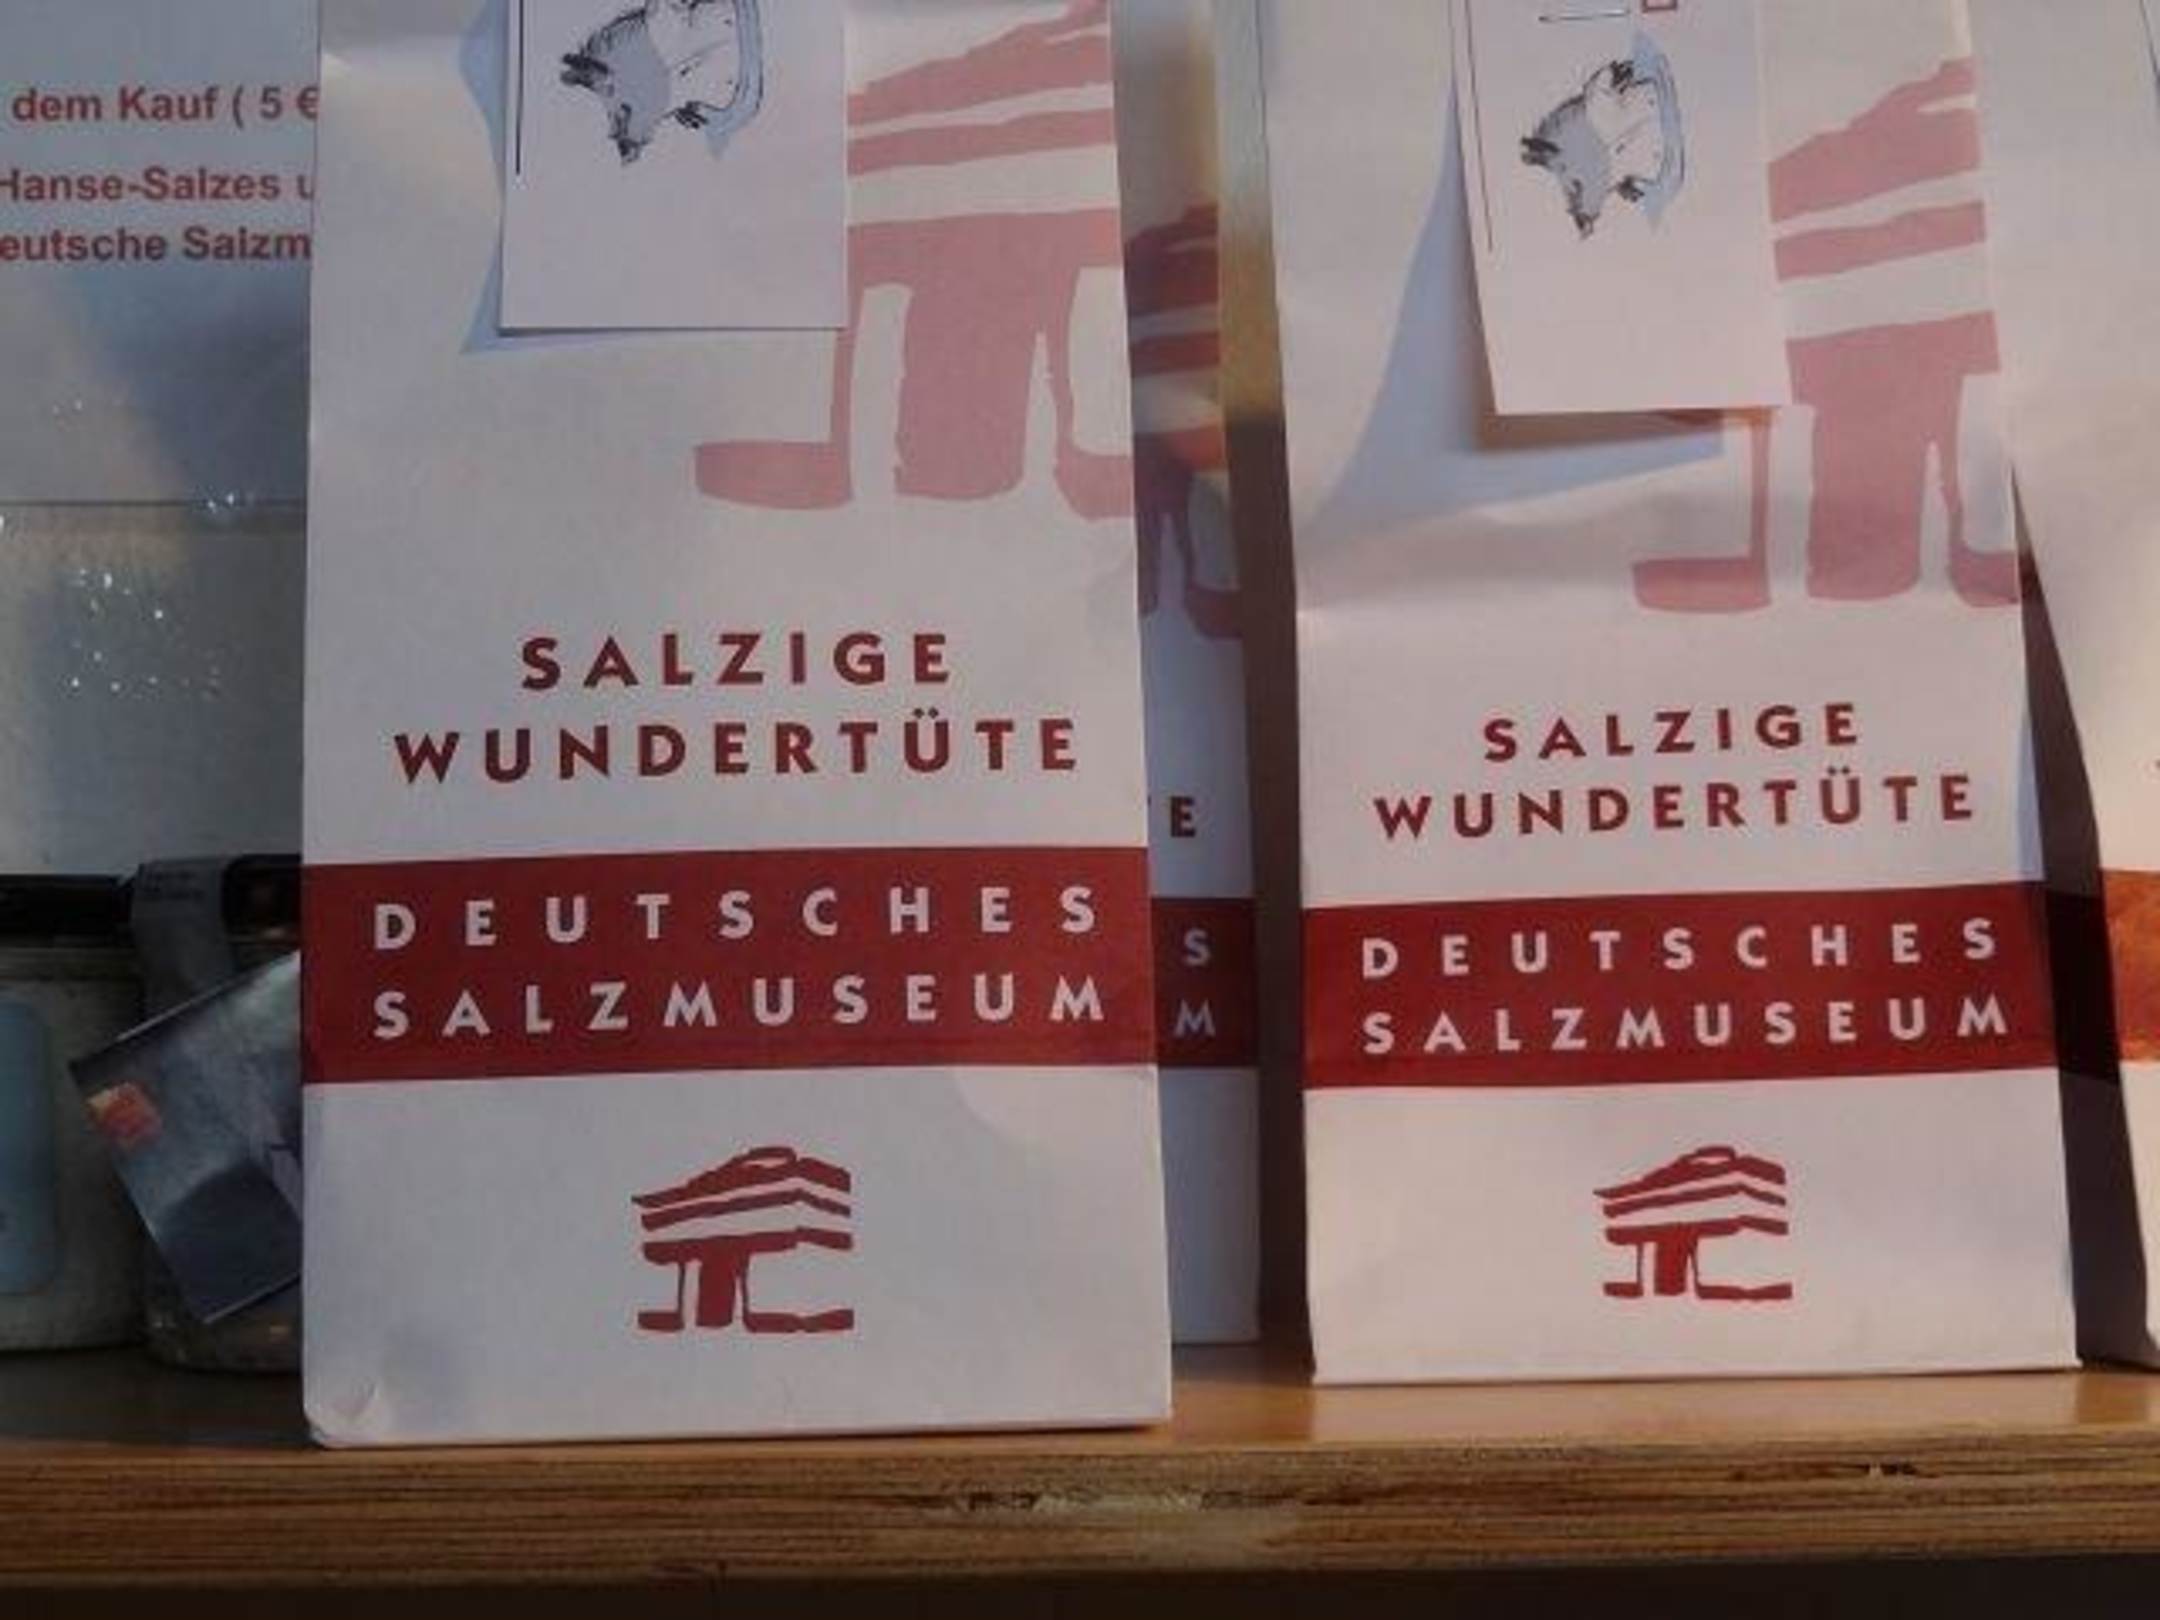 dem Kauf ( 5 €
Hanse-Salzes u
eutsche Salzm
SALZIGE
WUNDERTÜTE
DEUTSCHES
SALZMUSEUM
E
S
M
SALZIGE
WUNDERTÜTE
DEUTSCHES
SALZMUSEUM